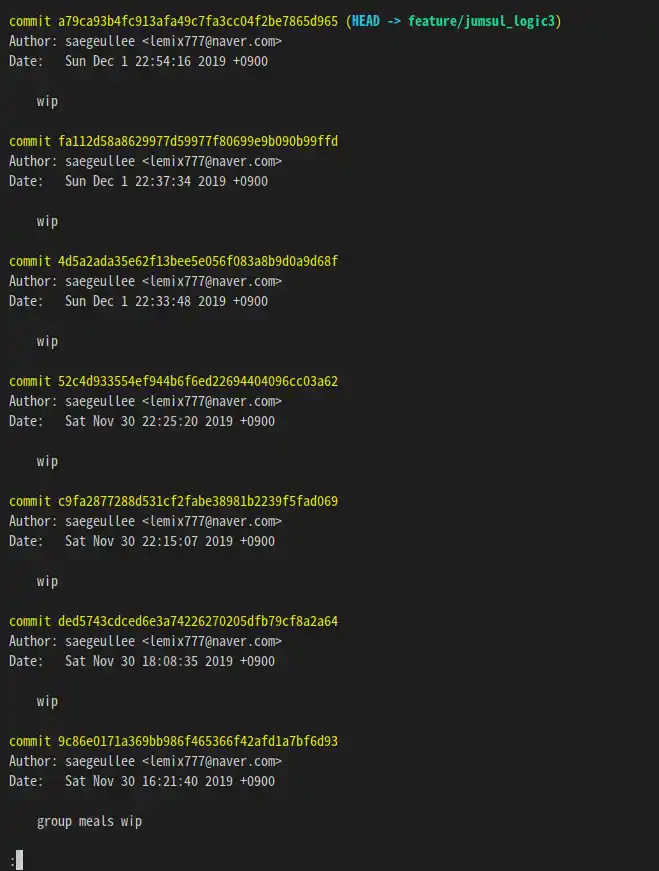 commit a79ca93b4fc913afa49c7fa3cc04f2be7865d965 (HEAD -> feature/jumsul_logic3)
Author: saegeullee <lemix777@naver.com>
Date:   Sun Dec 1 22:54:16 2019 +0900
wip
commit fa112d58a8629977d59977f80699e9b090b99ffd
Author: saegeullee <lemix777@naver.com>
Date:   Sun Dec 1 22:37:34 2019 +0900
wip
commit 4d5a2ada35e62f13bee5e056f083a8b9d0a9d68f
Author: saegeullee <lemix777@naver.com>
Date:   Sun Dec 1 22:33:48 2019 +0900
wip
commit 52c4d933554ef944b6f6ed22694404096cc03a62
Author: saegeullee <lemix777@naver.com>
Date:   Sat Nov 30 22:25:20 2019 +0900
wip
commit c9fa2877288d531cf2fabe38981b2239f5fad069
Author: saegeullee <lemix777@naver.com>
Date:   Sat Nov 30 22:15:07 2019 +0900
wip
commit ded5743cdced6e3a74226270205dfb79cf8a2a64
Author: saegeullee <lemix777@naver.com>
Date:   Sat Nov 30 18:08:35 2019 +0900
wip
commit 9c86e0171a369bb986f465366f42afd1a7bf6d93
Author: saegeullee <lemix777@naver.com>
Date:   Sat Nov 30 16:21:40 2019 +0900
group meals wip
: